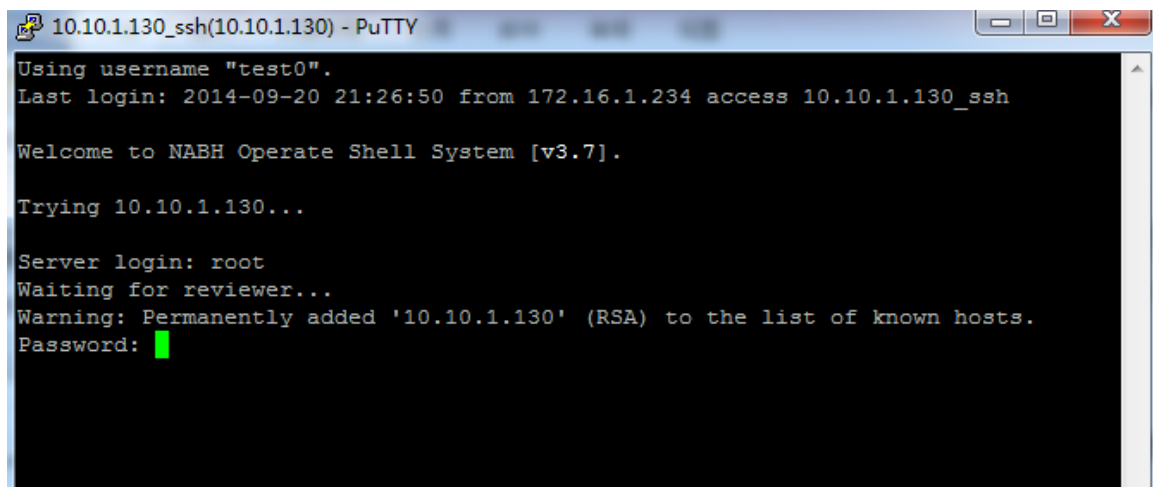 10.10.1.130_ssh(10.10.1.130) - PuTTY
Using username "test0".
Last login: 2014-09-20 21:26:50 from 172.16.1.234 access 10.10.1.130_ssh
Welcome to NABH Operate Shell System [v3.7].
Trying 10.10.1.130...
Server login: root
Waiting for reviewer...
Warning: Permanently added '10.10.1.130' (RSA) to the list of known hosts.
Password: